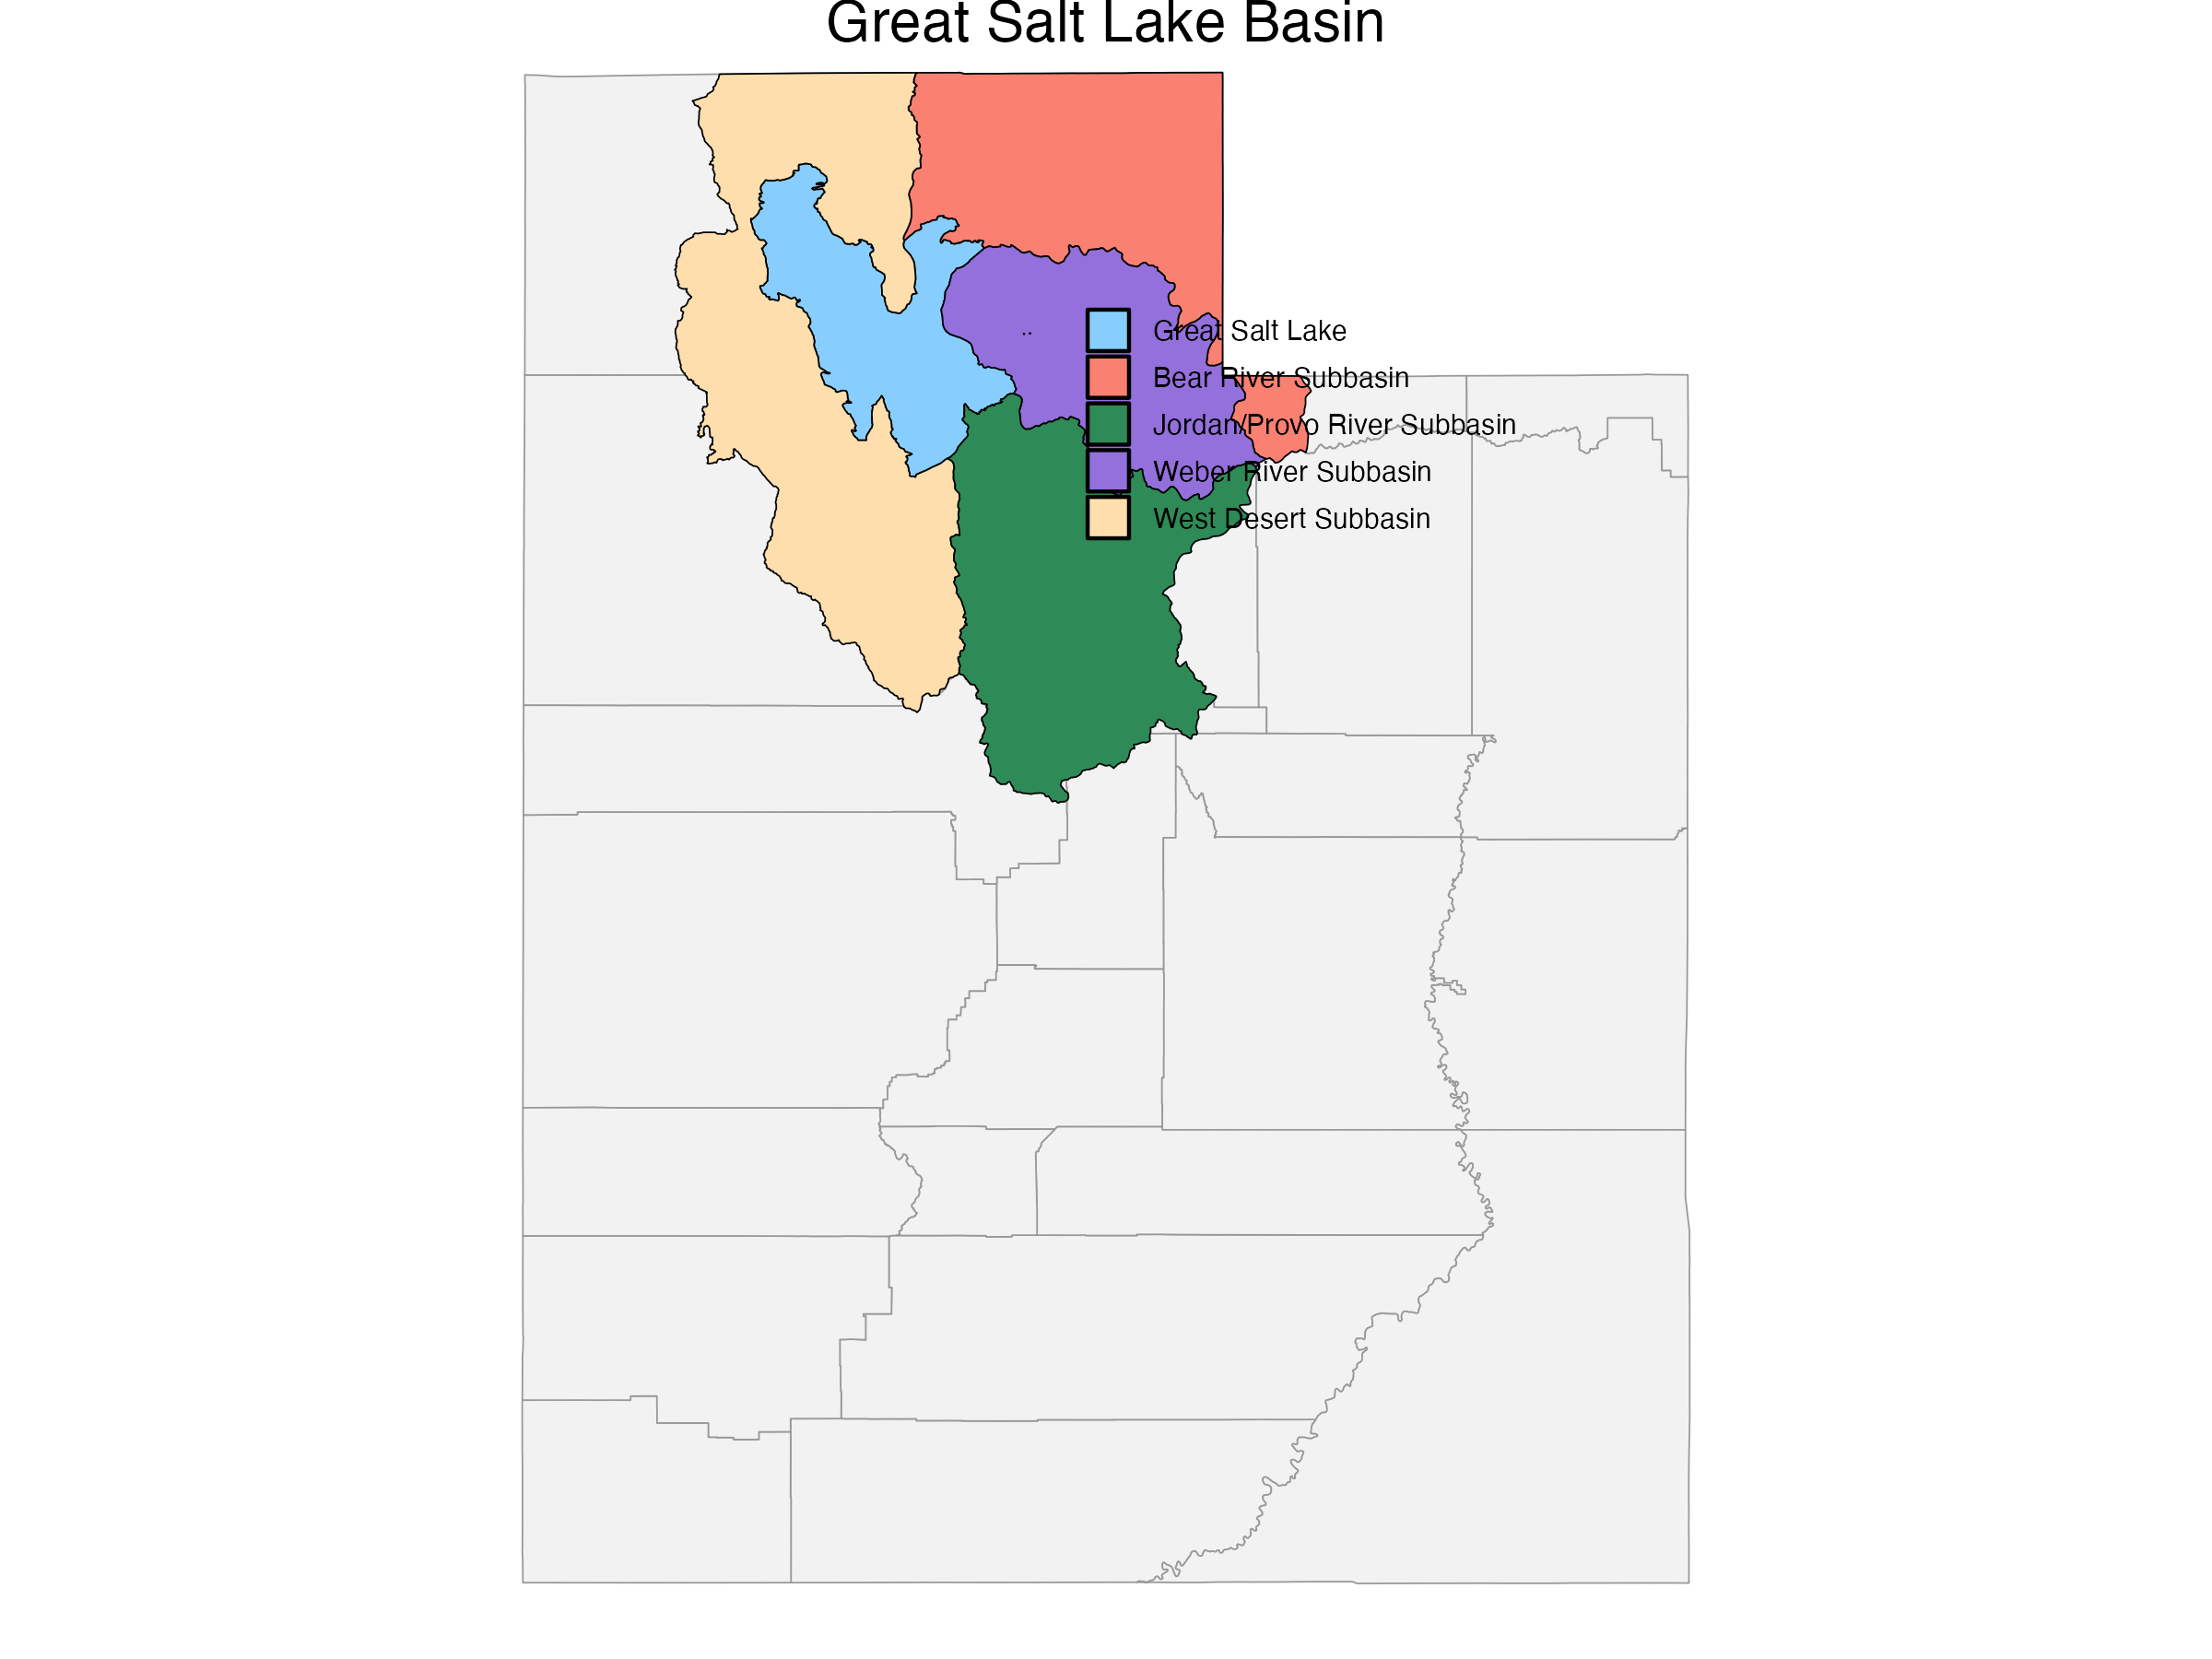 Great Salt Lake Basin
Great Salt Lake
Bear River Subbasin
Jordan/Provo River Subbasin
Weber River Subbasin
West Desert Subbasin